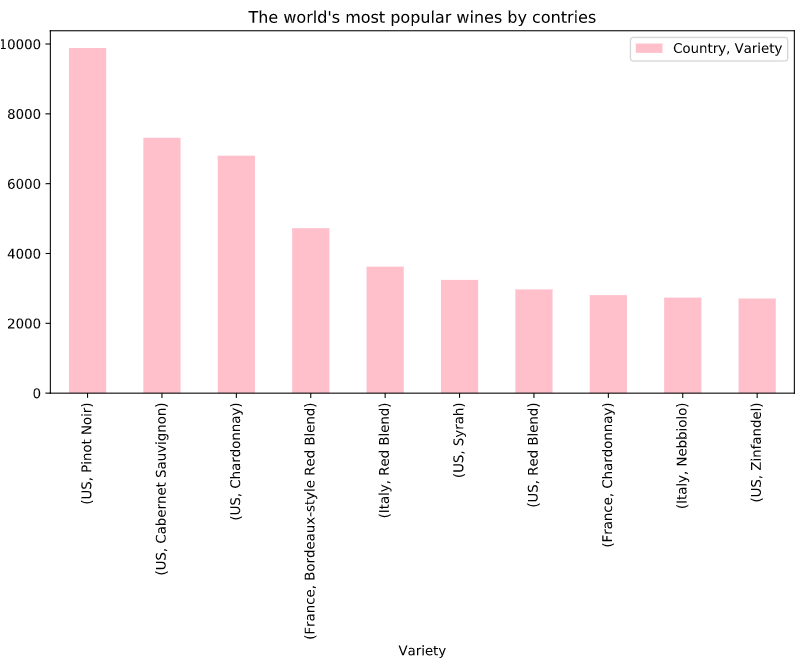 The world's most popular wines by contries
Country, Variety
10000
8000
6000
4000
2000
0
(US, Pinot Noir)
(US, Cabernet Sauvignon)
(US, Chardonnay)
(France, Bordeaux-style Red Blend)
(Italy, Red Blend)
(US, Syrah)
(US, Red Blend)
(France, Chardonnay)
(Italy, Nebbiolo)
(US, Zinfandel)
Variety